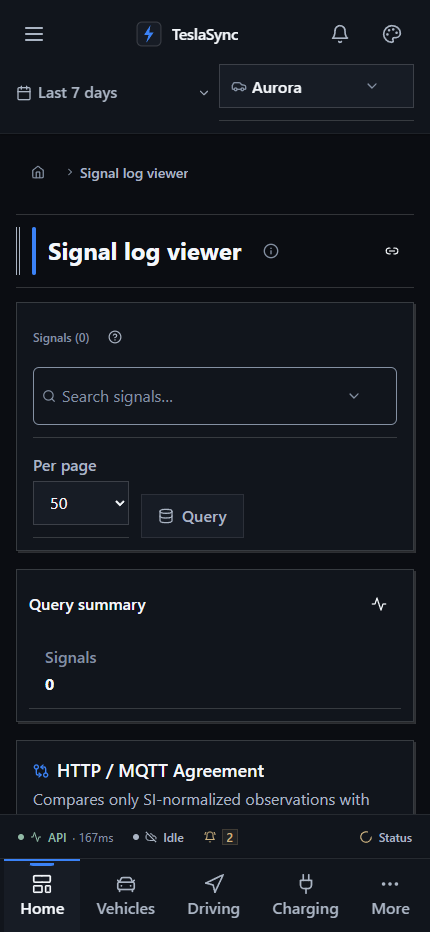 TeslaSync
Last 7 days
Aurora
Signal log viewer
Signal log viewer
Signals (0)
Search signals...
Per page
50
Query
Query summary
Signals
0
HTTP / MQTT Agreement
Compares only SI-normalized observations with
API · 167ms
Idle
2
Status
Home
Vehicles
Driving
Charging
More